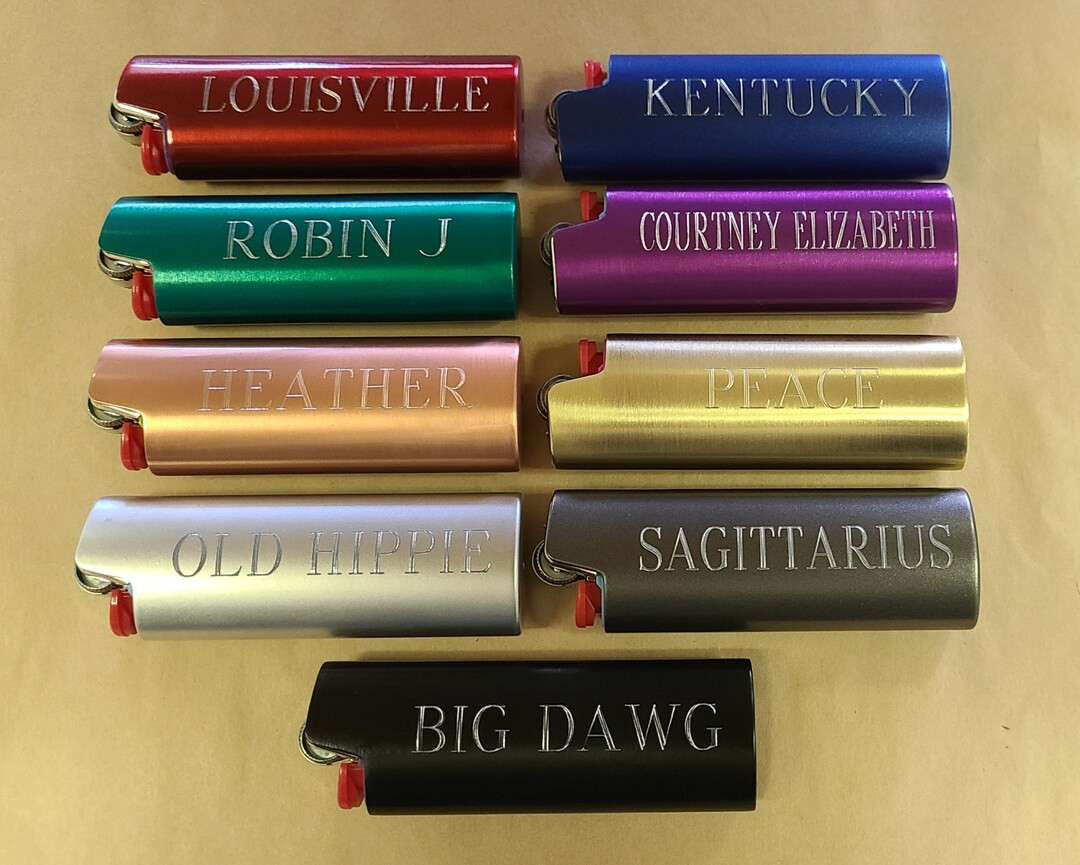 LOUISVILLE
KENTUCKY
ROBIN J
COURTNEY ELIZABETH
HEATHER
PEACE
OLD HIPPIE
SAGITTARIUS
BIG DAWG